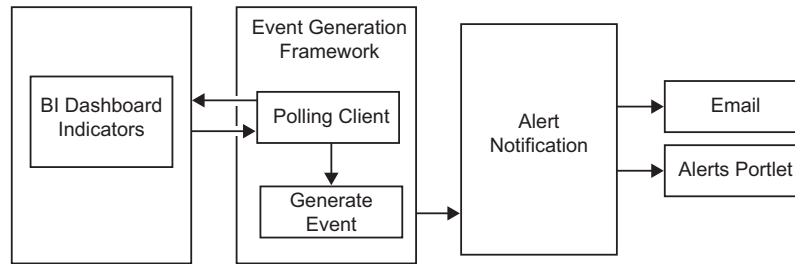 BI Dashboard
Indicators
Event Generation
Framework
Polling Client
Generate
Event
Alert
Notification
Email
Alerts Portlet